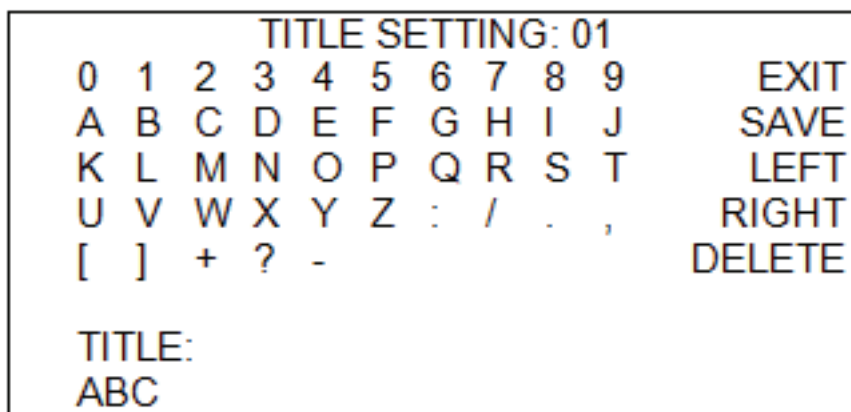 TITLE SETTING: 01
0 1 2 3 4 5 6 7 8 9 EXIT
A B C D E F G H I J SAVE
K L M N O P Q R S T LEFT
U V W X Y Z : / . , RIGHT
[ ] + ? - DELETE
TITLE:
ABC